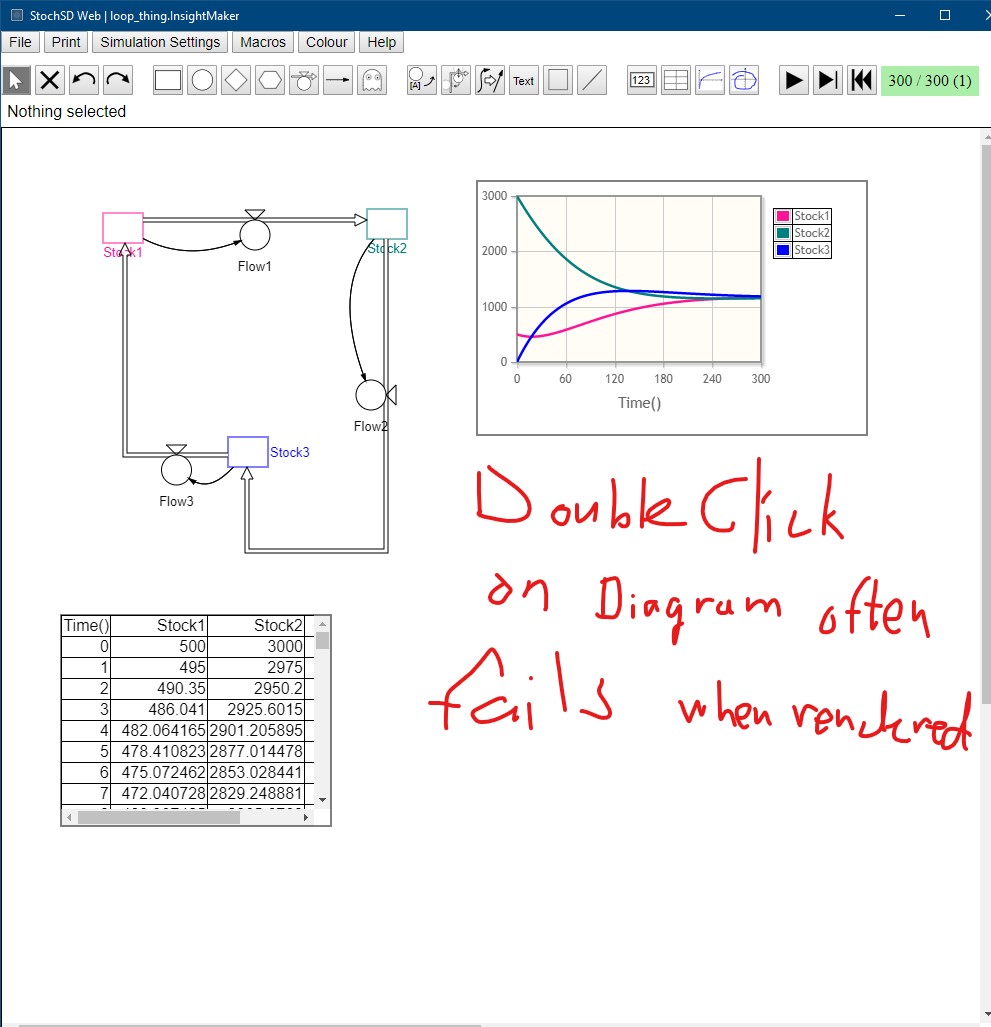 StochSD Web | loop_thing.InsightMaker
File Print Simulation Settings Macros Colour Help
[A] Text 123 300 / 300 (1)
Nothing selected
3000
2000
1000
0
0 60 120 180 240 300
Time()
Stock1
Stock2
Stock3
Stock1
Flow1
Stock2
Flow2
Stock3
Flow3
Double Click
on Diagram often
fails when rendered
Time() Stock1 Stock2
0 500 3000
1 495 2975
2 490.35 2950.2
3 486.041 2925.6015
4 482.064165 2901.205895
5 478.410823 2877.014478
6 475.072462 2853.028441
7 472.040728 2829.248881